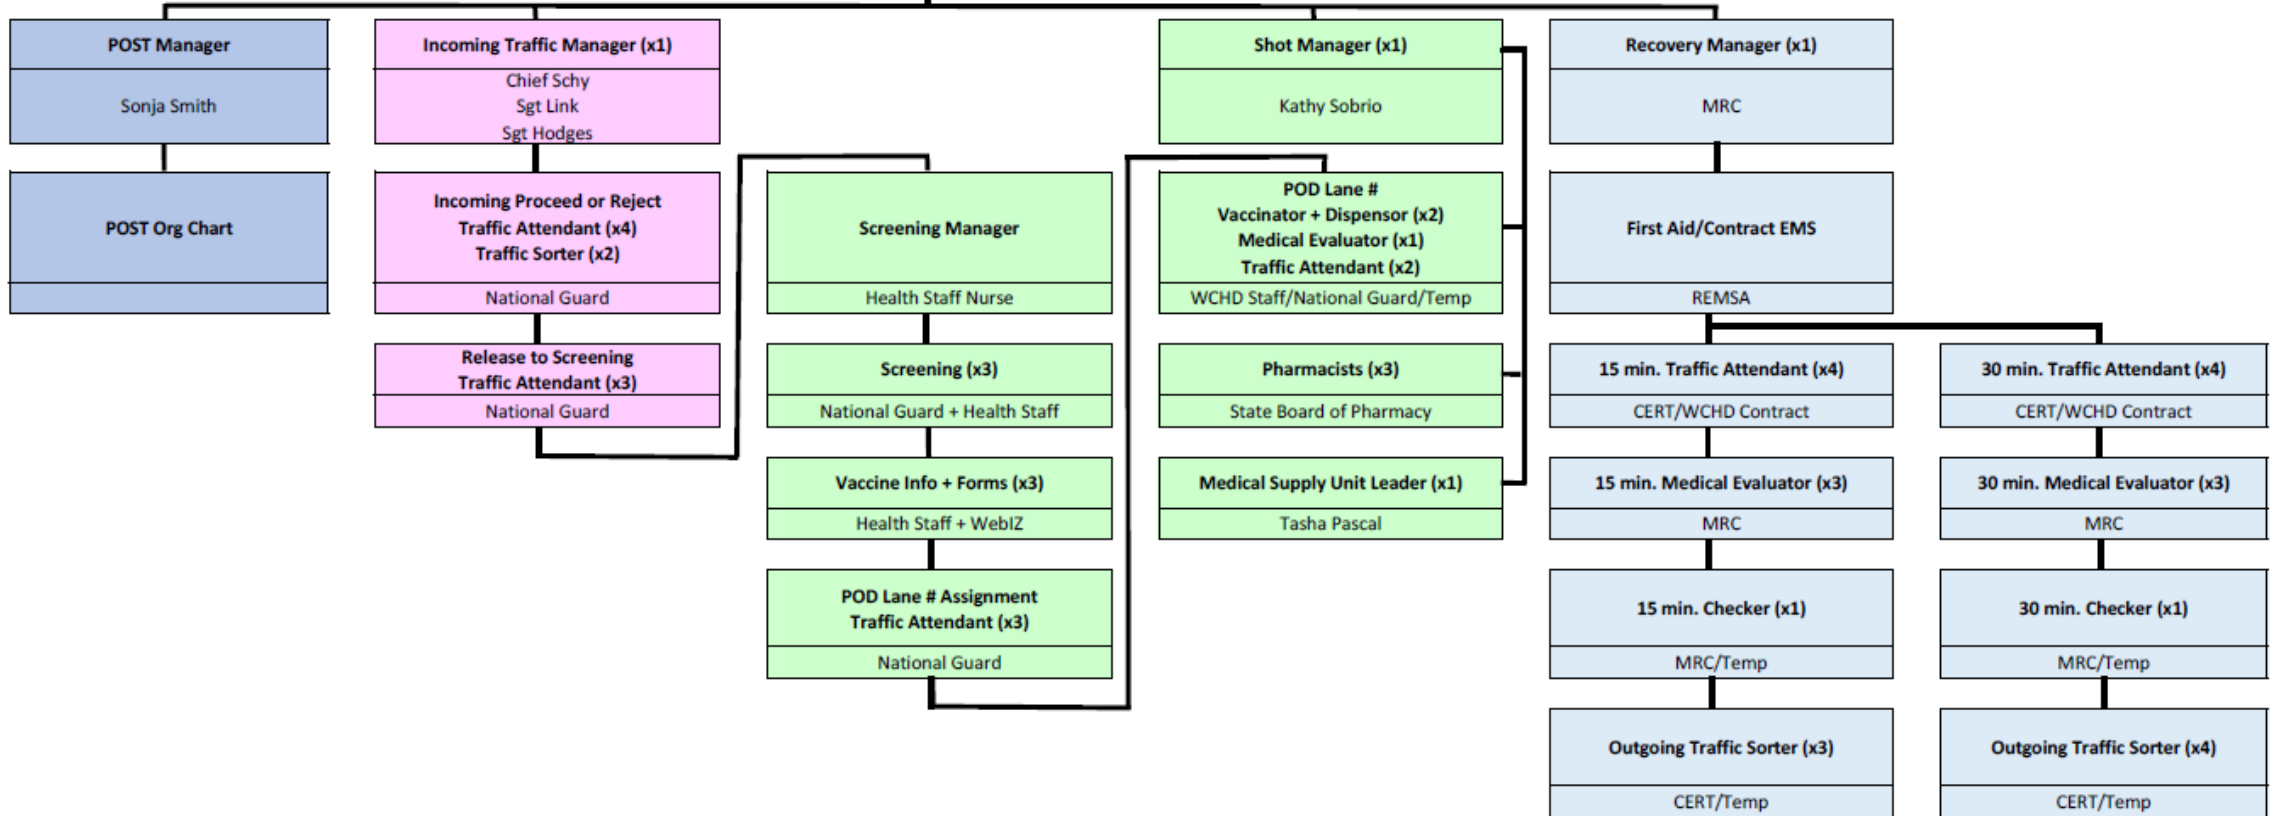 POST Manager
Sonja Smith
POST Org Chart
Incoming Traffic Manager (x1)
Chief Schy
Sgt Link
Sgt Hodges
Incoming Proceed or Reject
Traffic Attendant (x4)
Traffic Sorter (x2)
National Guard
Release to Screening
Traffic Attendant (x3)
National Guard
Screening Manager
Health Staff Nurse
Screening (x3)
National Guard + Health Staff
Vaccine Info + Forms (x3)
Health Staff + WebIZ
POD Lane # Assignment
Traffic Attendant (x3)
National Guard
Shot Manager (x1)
Kathy Sobrio
POD Lane #
Vaccinator + Dispensor (x2)
Medical Evaluator (x1)
Traffic Attendant (x2)
WCHD Staff/National Guard/Temp
Pharmacists (x3)
State Board of Pharmacy
Medical Supply Unit Leader (x1)
Tasha Pascal
Recovery Manager (x1)
MRC
First Aid/Contract EMS
REMSA
15 min. Traffic Attendant (x4)
CERT/WCHD Contract
15 min. Medical Evaluator (x3)
MRC
15 min. Checker (x1)
MRC/Temp
Outgoing Traffic Sorter (x3)
CERT/Temp
30 min. Traffic Attendant (x4)
CERT/WCHD Contract
30 min. Medical Evaluator (x3)
MRC
30 min. Checker (x1)
MRC/Temp
Outgoing Traffic Sorter (x4)
CERT/Temp